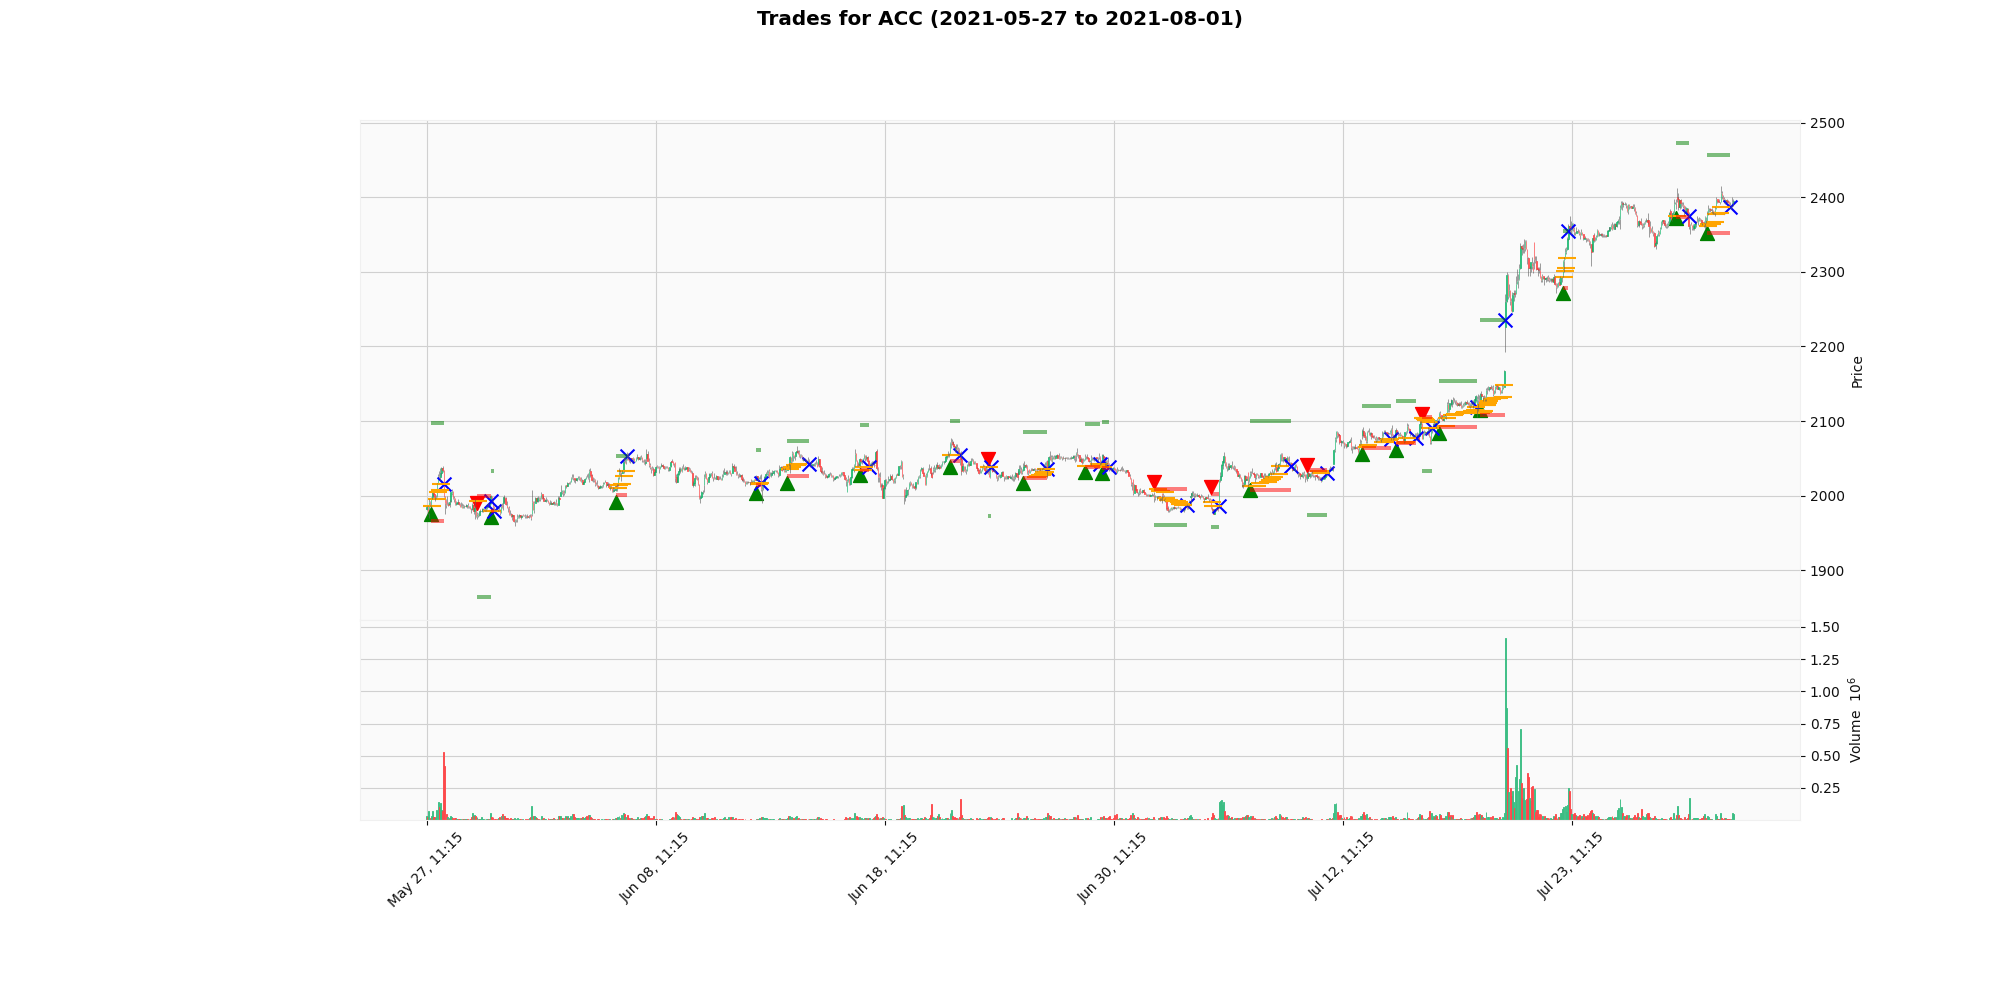 Trades for ACC (2021-05-27 to 2021-08-01)
2500
2400
2300
2200
2100
2000
1900
Price
1.50
1.25
1.00
0.75
0.50
0.25
Volume 10⁶
May 27, 11:15
Jun 08, 11:15
Jun 18, 11:15
Jun 30, 11:15
Jul 12, 11:15
Jul 23, 11:15